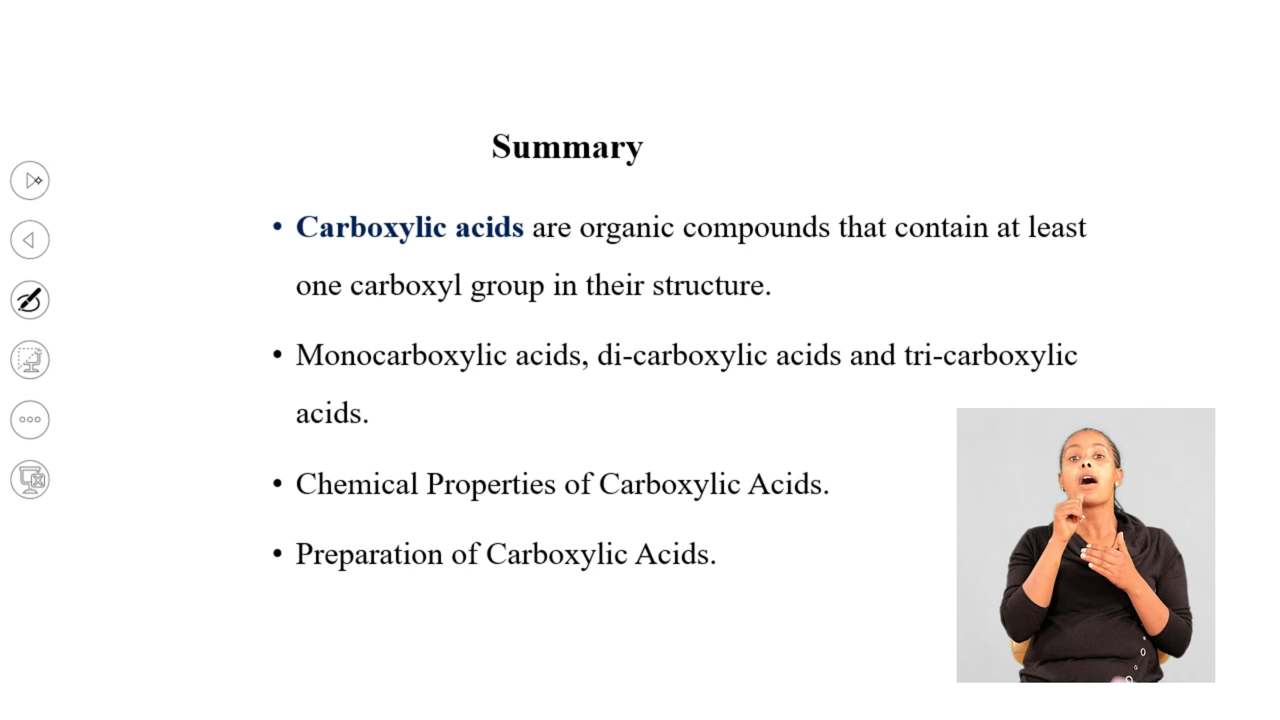 Summary
• Carboxylic acids are organic compounds that contain at least
one carboxyl group in their structure.
• Monocarboxylic acids, di-carboxylic acids and tri-carboxylic
acids.
• Chemical Properties of Carboxylic Acids.
• Preparation of Carboxylic Acids.